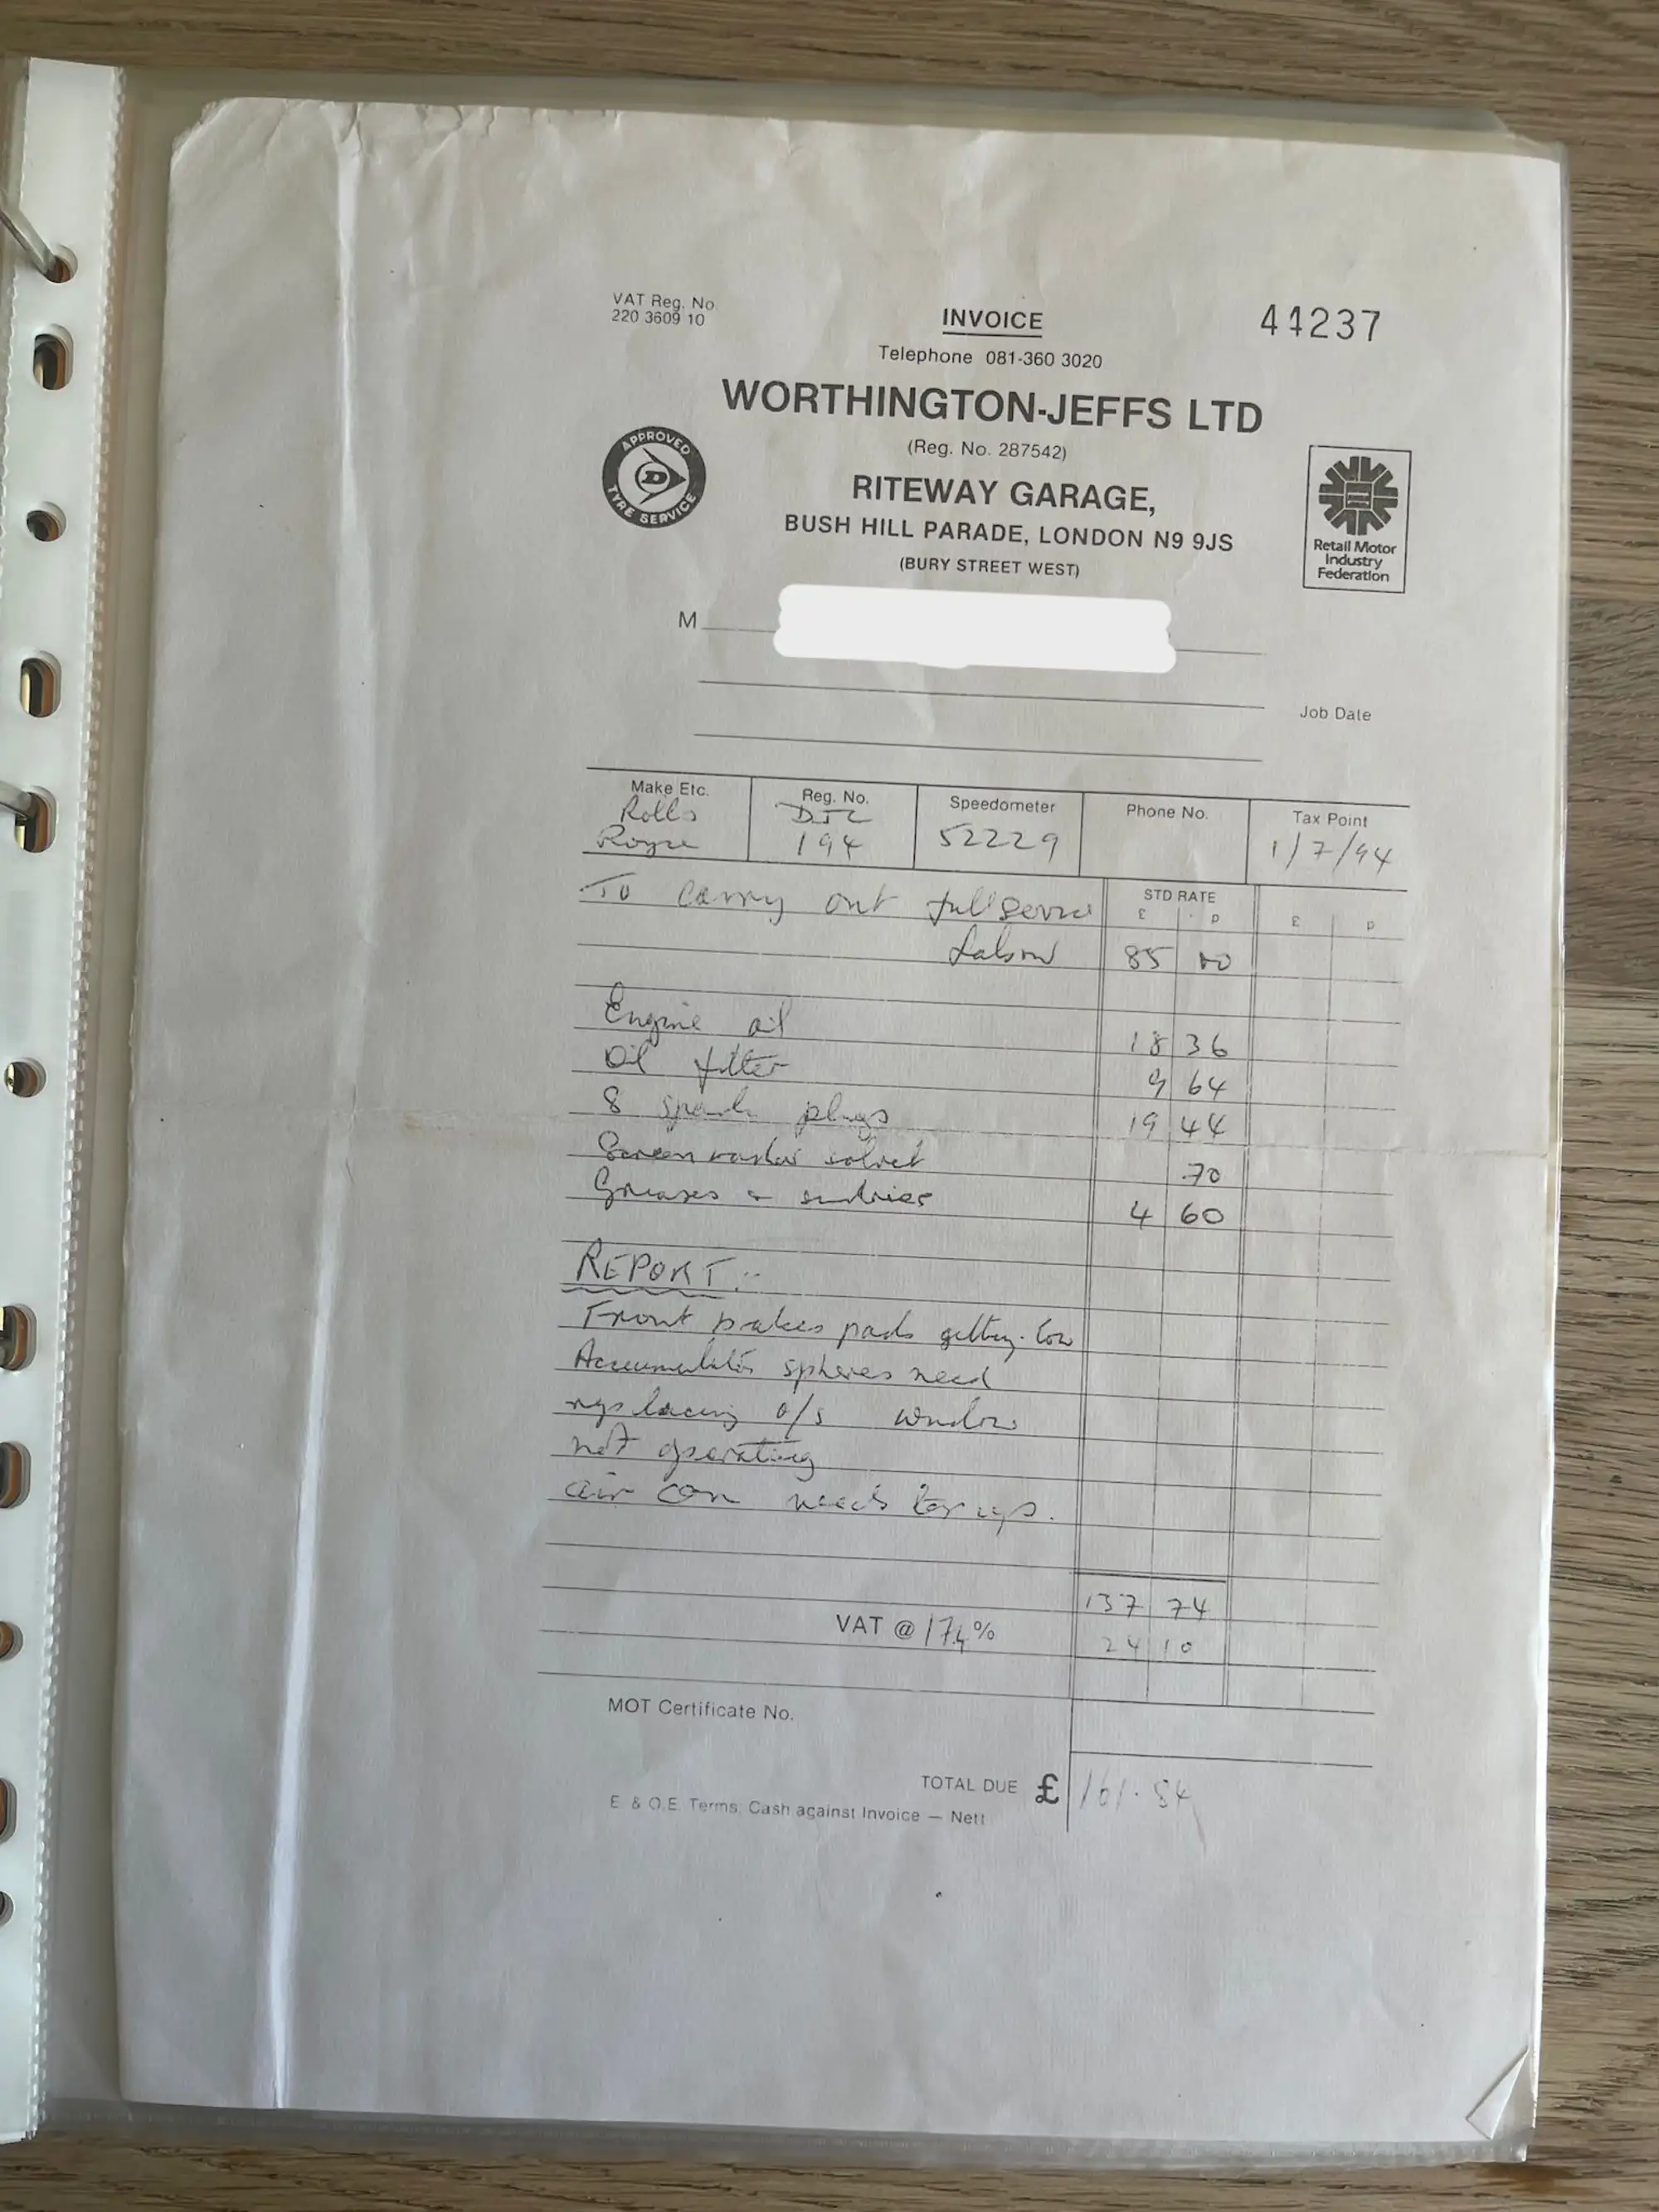 VAT Reg. No.
220 3609 10
INVOICE
44237
Telephone 081-360 3020
WORTHINGTON-JEFFS LTD
(Reg. No. 287542)
APPROVED
D
TYRE SERVICE
RITEWAY GARAGE,
BUSH HILL PARADE, LONDON N9 9JS
(BURY STREET WEST)
Retail Motor
Industry
Federation
M
Job Date
Make Etc. Reg. No. Speedometer Phone No. Tax Point
Rolls
Royce 194 52229 1/7/94
STD RATE
£ p £ p
To carry out full service
Labour 85 00
Engine oil 18 36
Oil filter 9 64
8 spark plugs 19 44
Screen washer solvent 70
Greases & sundries 4 60
REPORT:-
Front brakes pads getting low
Accumulator spheres need
replacing o/s window
not operating
air con needs top up.
137 74
VAT @ 17½% 24 10
MOT Certificate No.
TOTAL DUE £ 161.84
E. & O.E. Terms: Cash against Invoice — Nett